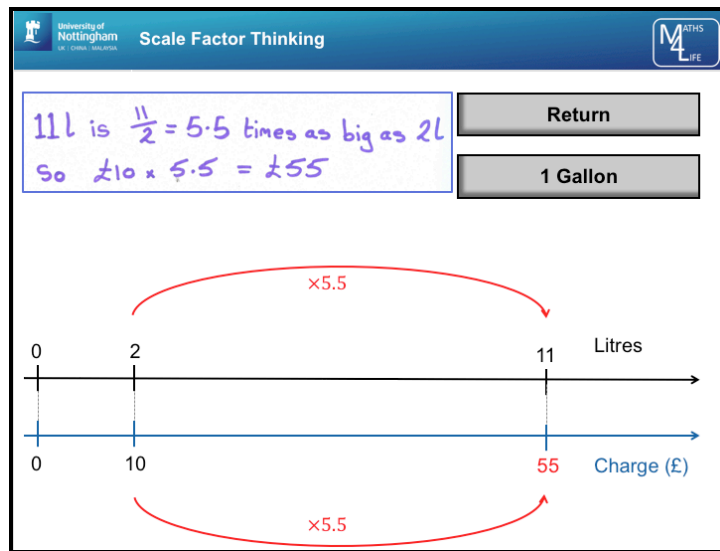 University of
Nottingham
UK | CHINA | MALAYSIA
Scale Factor Thinking
MATHS
4
LIFE
11l is 11/2 = 5.5 times as big as 2l
So £10 x 5.5 = £55
Return
1 Gallon
×5.5
0 2 11 Litres
0 10 55 Charge (£)
×5.5